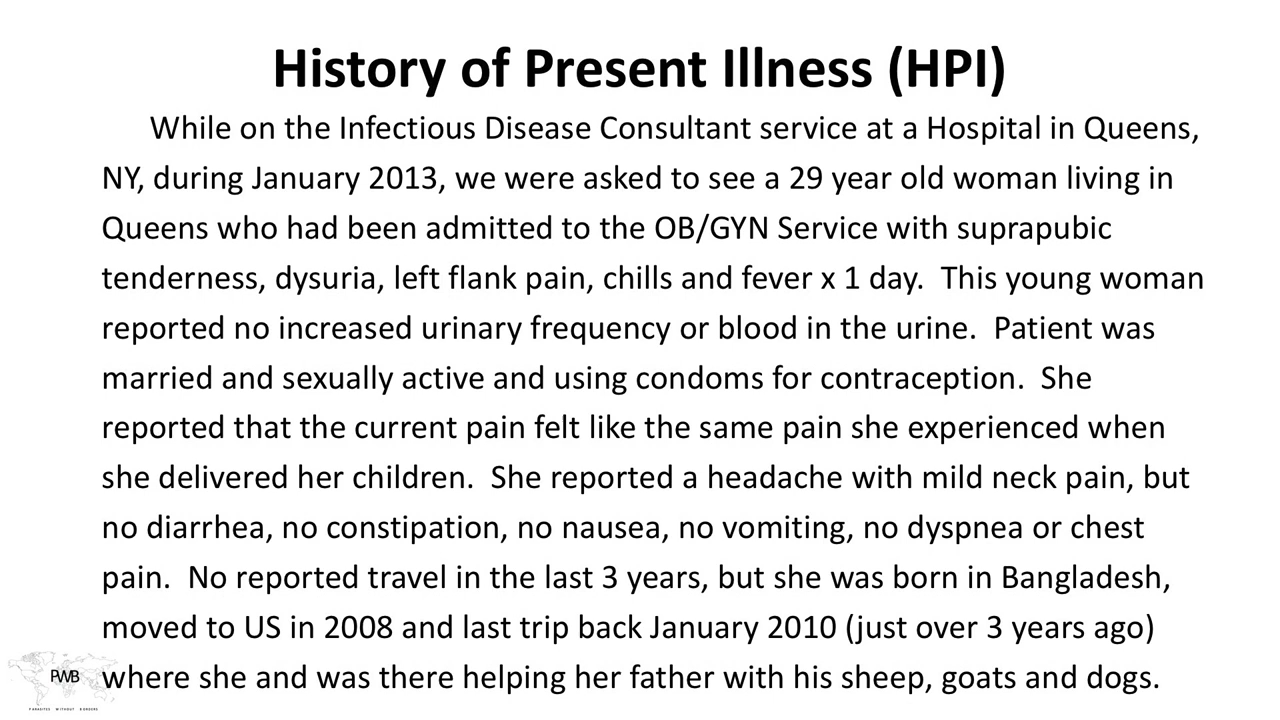 History of Present Illness (HPI)
While on the Infectious Disease Consultant service at a Hospital in Queens,
NY, during January 2013, we were asked to see a 29 year old woman living in
Queens who had been admitted to the OB/GYN Service with suprapubic
tenderness, dysuria, left flank pain, chills and fever x 1 day.  This young woman
reported no increased urinary frequency or blood in the urine.  Patient was
married and sexually active and using condoms for contraception.  She
reported that the current pain felt like the same pain she experienced when
she delivered her children.  She reported a headache with mild neck pain, but
no diarrhea, no constipation, no nausea, no vomiting, no dyspnea or chest
pain.  No reported travel in the last 3 years, but she was born in Bangladesh,
moved to US in 2008 and last trip back January 2010 (just over 3 years ago)
where she and was there helping her father with his sheep, goats and dogs.
PWB
PARASITES WITHOUT BORDERS